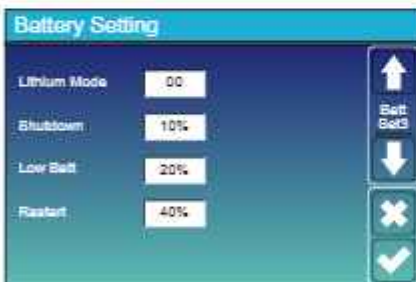 Battery Setting
Lithium Mode 00
Shutdown 10%
Low Batt 20%
Restart 40%
Batt
Set3